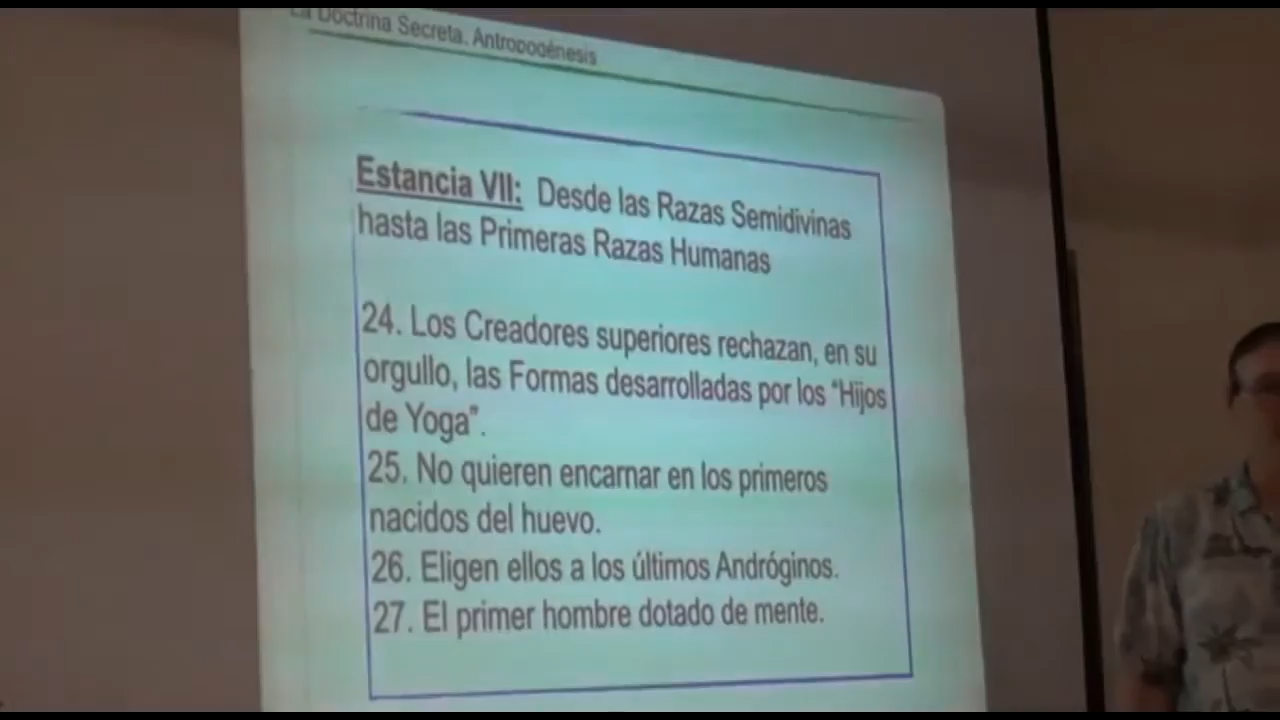 La Doctrina Secreta. Antropogénesis
Estancia VII: Desde las Razas Semidivinas
hasta las Primeras Razas Humanas
24. Los Creadores superiores rechazan, en su
orgullo, las Formas desarrolladas por los “Hijos
de Yoga”.
25. No quieren encarnar en los primeros
nacidos del huevo.
26. Eligen ellos a los últimos Andróginos.
27. El primer hombre dotado de mente.